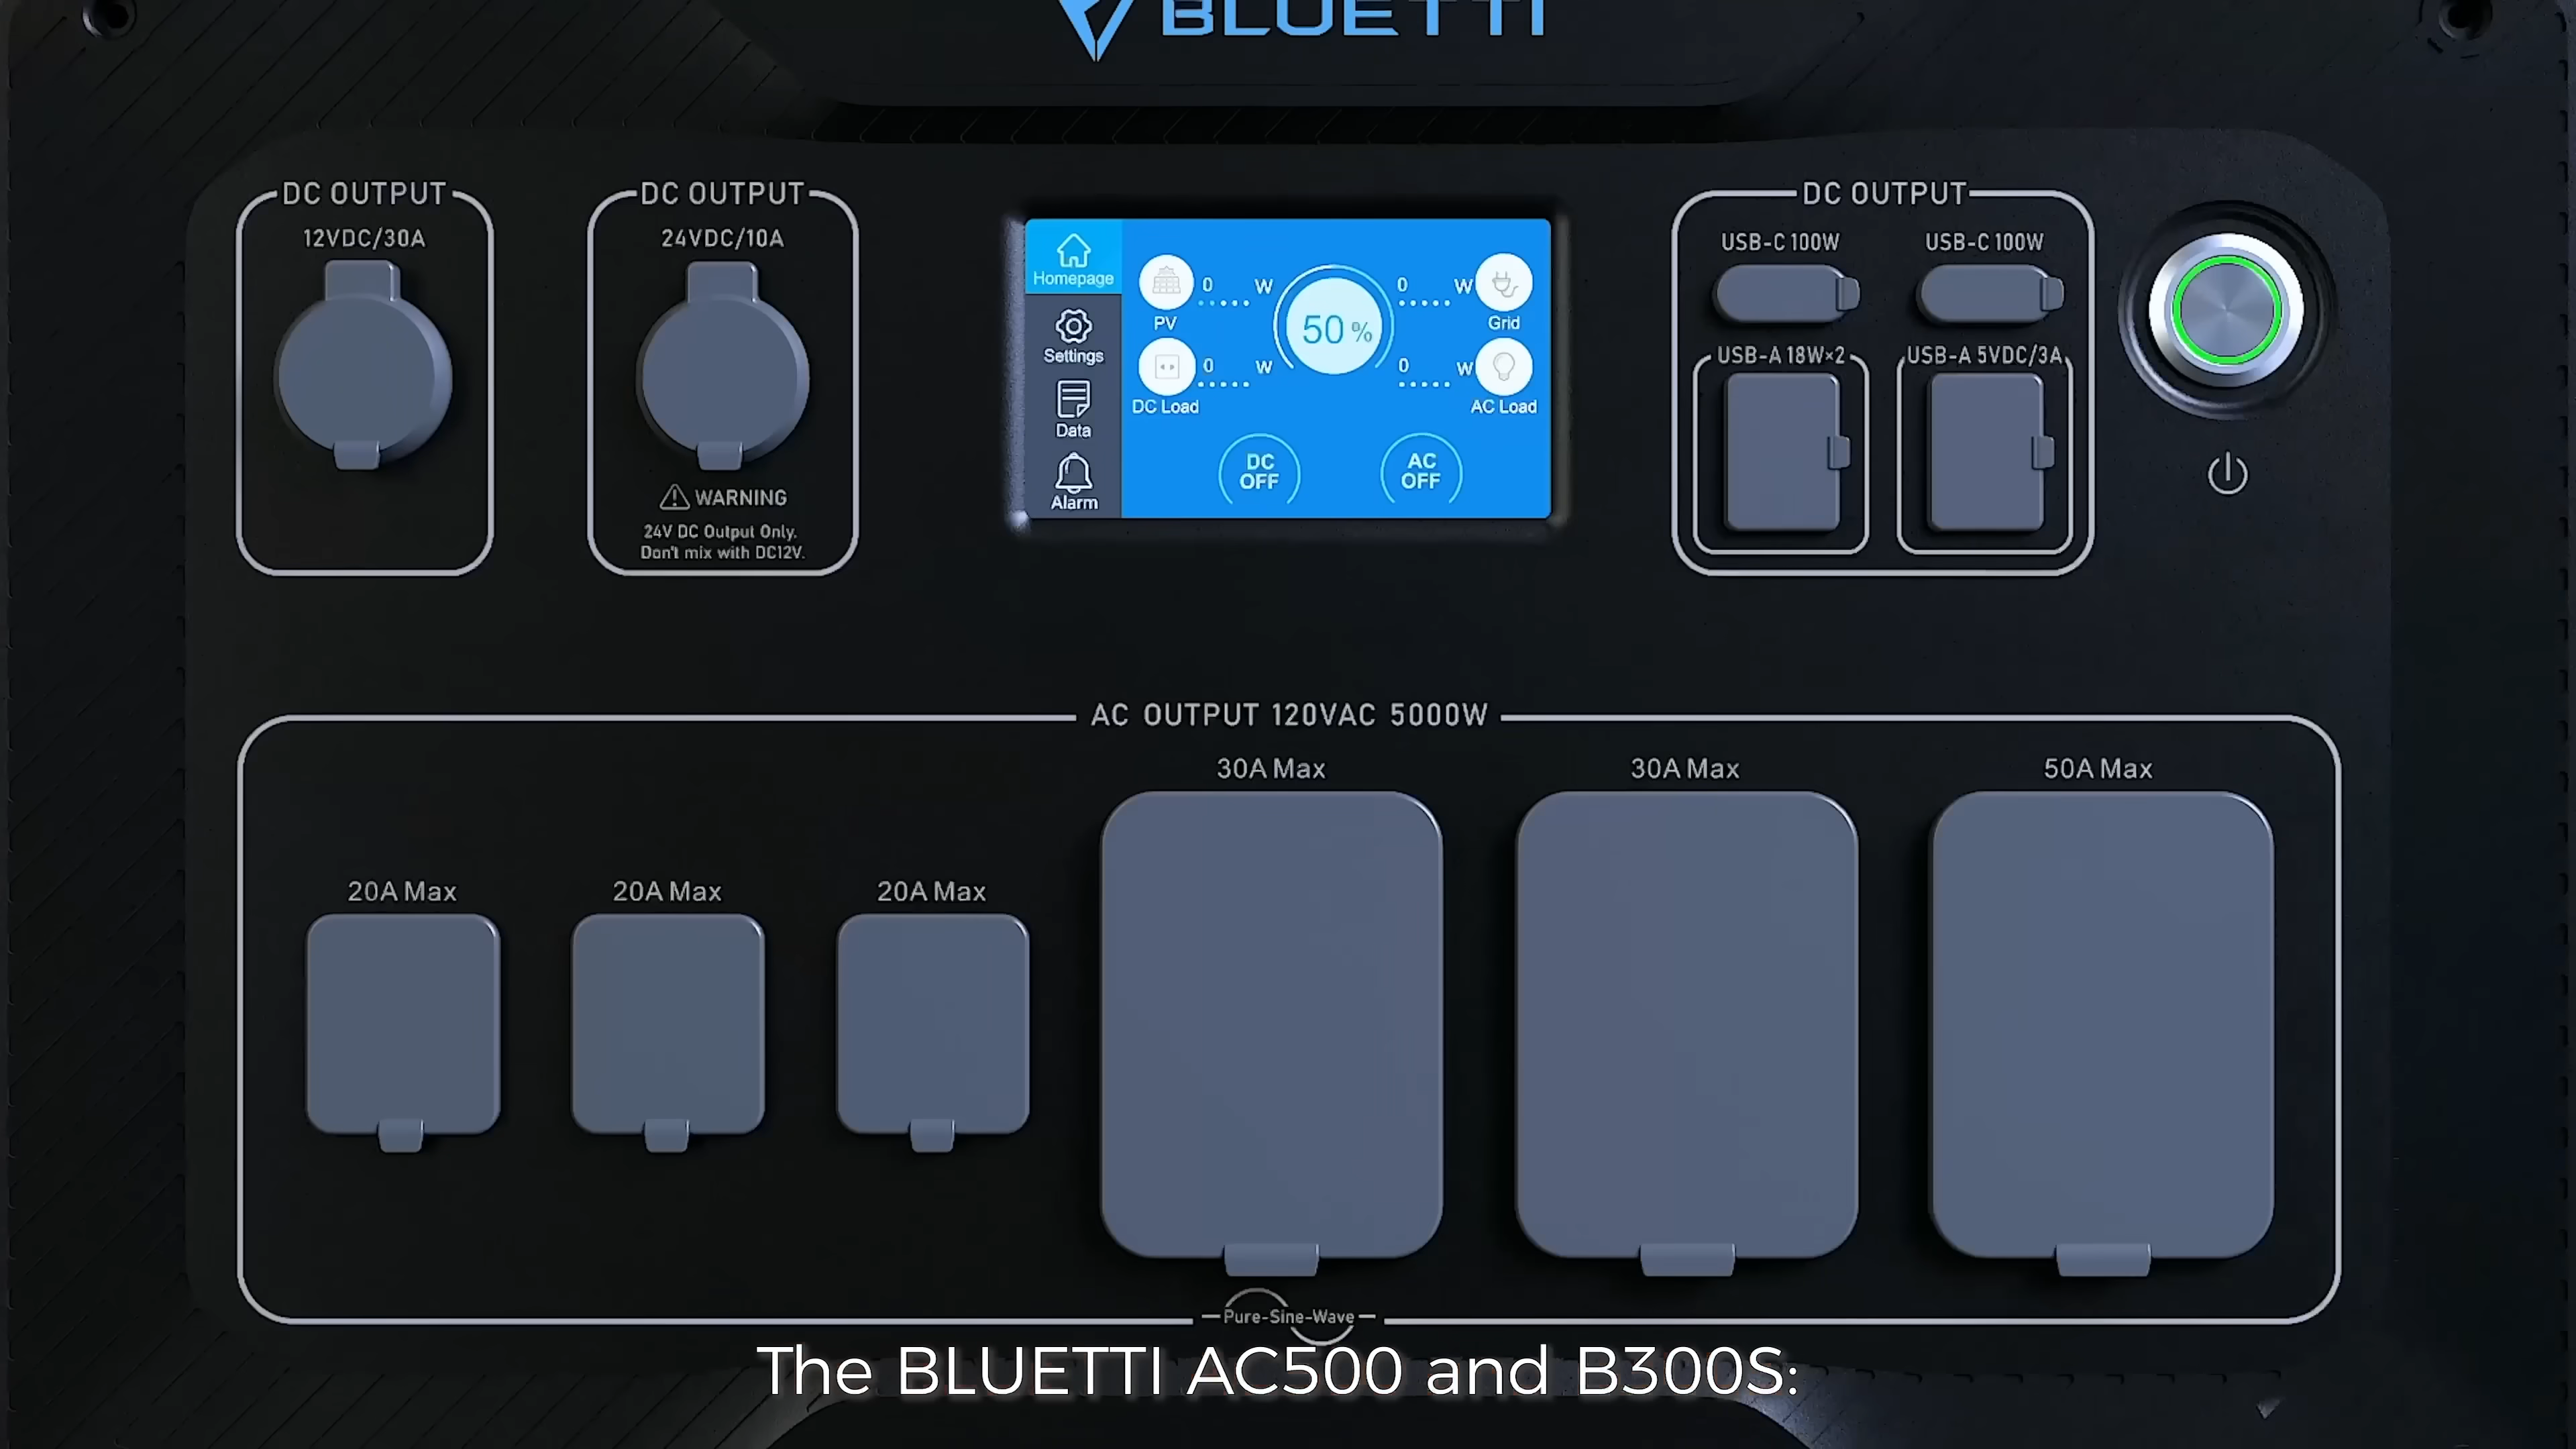 BLUETTI
DC OUTPUT
12VDC/30A
DC OUTPUT
24VDC/10A
WARNING
24V DC Output Only.
Don't mix with DC12V.
Homepage
Settings
Data
Alarm
0 W
PV
0 W
DC Load
50 %
0 W
Grid
0 W
AC Load
DC
OFF
AC
OFF
DC OUTPUT
USB-C 100W
USB-C 100W
USB-A 18W×2
USB-A 5VDC/3A
AC OUTPUT 120VAC 5000W
20A Max
20A Max
20A Max
30A Max
30A Max
50A Max
Pure-Sine-Wave
The BLUETTI AC500 and B300S: